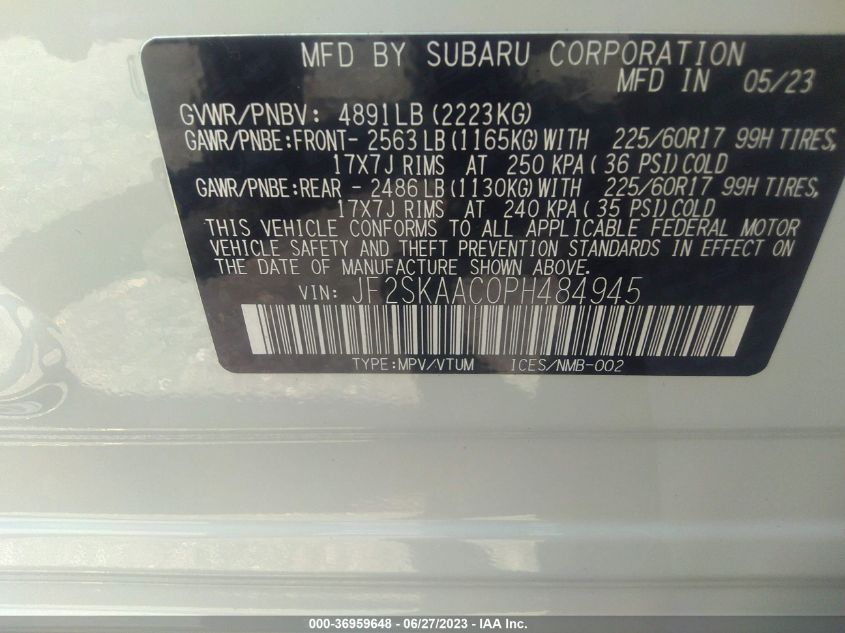 MFD BY SUBARU CORPORATION
MFD IN 05/23
GVWR/PNBV: 4891LB(2223KG)
GAWR/PNBE:FRONT- 2563LB(1165KG)WITH 225/60R17 99H TIRES,
17X7J RIMS AT 250 KPA(36 PSI)COLD
GAWR/PNBE:REAR - 2486LB(1130KG)WITH 225/60R17 99H TIRES,
17X7J RIMS AT 240 KPA(35 PSI)COLD
THIS VEHICLE CONFORMS TO ALL APPLICABLE FEDERAL MOTOR
VEHICLE SAFETY AND THEFT PREVENTION STANDARDS IN EFFECT ON
THE DATE OF MANUFACTURE SHOWN ABOVE.
VIN: JF2SKAAC0PH484945
TYPE:MPV/VTUM ICES/NMB-002
000-36959648 - 06/27/2023 - IAA Inc.